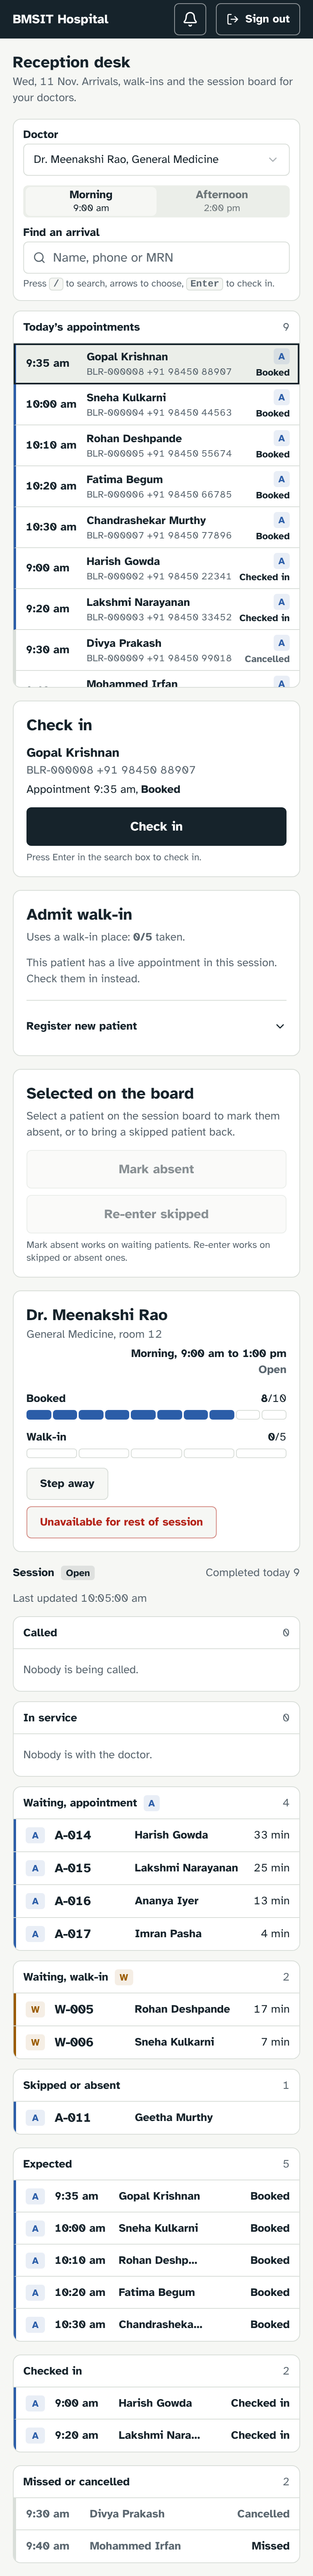 BMSIT Hospital
Sign out
Reception desk
Wed, 11 Nov. Arrivals, walk-ins and the session board for
your doctors.
Doctor
Dr. Meenakshi Rao, General Medicine
Morning
9:00 am
Afternoon
2:00 pm
Find an arrival
Name, phone or MRN
Press / to search, arrows to choose, Enter to check in.
Today's appointments 9
9:35 am Gopal Krishnan A
BLR-000008 +91 98450 88907 Booked
10:00 am Sneha Kulkarni A
BLR-000004 +91 98450 44563 Booked
10:10 am Rohan Deshpande A
BLR-000005 +91 98450 55674 Booked
10:20 am Fatima Begum A
BLR-000006 +91 98450 66785 Booked
10:30 am Chandrashekar Murthy A
BLR-000007 +91 98450 77896 Booked
9:00 am Harish Gowda A
BLR-000002 +91 98450 22341 Checked in
9:20 am Lakshmi Narayanan A
BLR-000003 +91 98450 33452 Checked in
9:30 am Divya Prakash A
BLR-000009 +91 98450 99018 Cancelled
Mohammed Irfan A
Check in
Gopal Krishnan
BLR-000008 +91 98450 88907
Appointment 9:35 am, Booked
Check in
Press Enter in the search box to check in.
Admit walk-in
Uses a walk-in place: 0/5 taken.
This patient has a live appointment in this session.
Check them in instead.
Register new patient
Selected on the board
Select a patient on the session board to mark them
absent, or to bring a skipped patient back.
Mark absent
Re-enter skipped
Mark absent works on waiting patients. Re-enter works on
skipped or absent ones.
Dr. Meenakshi Rao
General Medicine, room 12
Morning, 9:00 am to 1:00 pm
Open
Booked 8/10
Walk-in 0/5
Step away
Unavailable for rest of session
Session Open Completed today 9
Last updated 10:05:00 am
Called 0
Nobody is being called.
In service 0
Nobody is with the doctor.
Waiting, appointment A 4
A A-014 Harish Gowda 33 min
A A-015 Lakshmi Narayanan 25 min
A A-016 Ananya Iyer 13 min
A A-017 Imran Pasha 4 min
Waiting, walk-in W 2
W W-005 Rohan Deshpande 17 min
W W-006 Sneha Kulkarni 7 min
Skipped or absent 1
A A-011 Geetha Murthy
Expected 5
A 9:35 am Gopal Krishnan Booked
A 10:00 am Sneha Kulkarni Booked
A 10:10 am Rohan Deshp... Booked
A 10:20 am Fatima Begum Booked
A 10:30 am Chandrasheka... Booked
Checked in 2
A 9:00 am Harish Gowda Checked in
A 9:20 am Lakshmi Nara... Checked in
Missed or cancelled 2
9:30 am Divya Prakash Cancelled
9:40 am Mohammed Irfan Missed